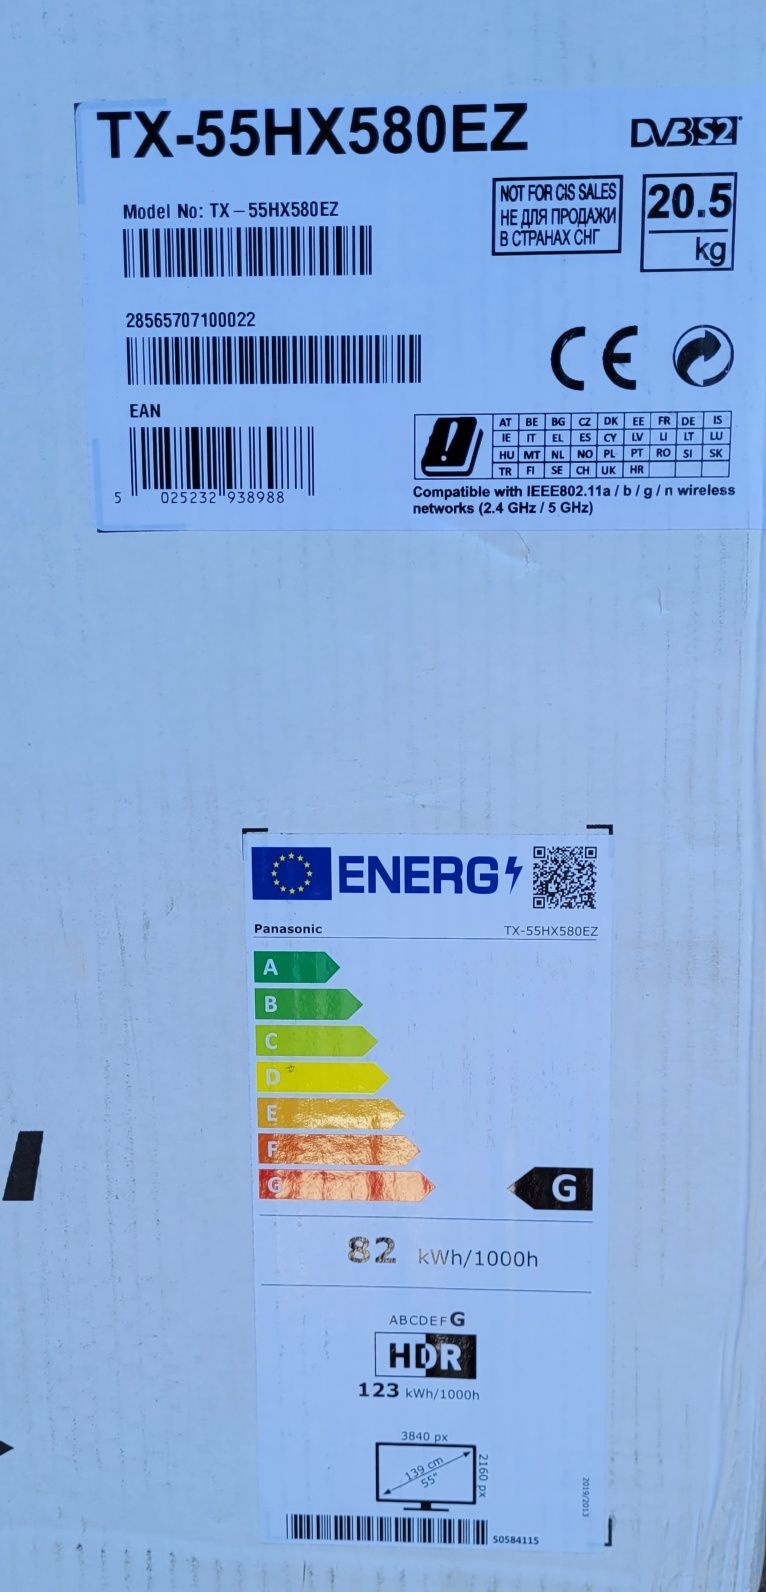 TX-55HX580EZ
DVB S2
Model No: TX-55HX580EZ
NOT FOR CIS SALES
НЕ ДЛЯ ПРОДАЖИ
В СТРАНАХ СНГ
20.5
kg
28565707100022
CE
EAN
5 025232 938988
AT BE BG CZ DK EE FR DE IS
IE IT EL ES CY LV LI LT LU
HU MT NL NO PL PT RO SI SK
TR FI SE CH UK HR
Compatible with IEEE802.11a / b / g / n wireless
networks (2.4 GHz / 5 GHz)
ENERG
Panasonic TX-55HX580EZ
A
B
C
D
E
F
G
G
82 kWh/1000h
ABCDEFG
HDR
123 kWh/1000h
3840 px
2160 px
139 cm
55"
2019/2013
50584115